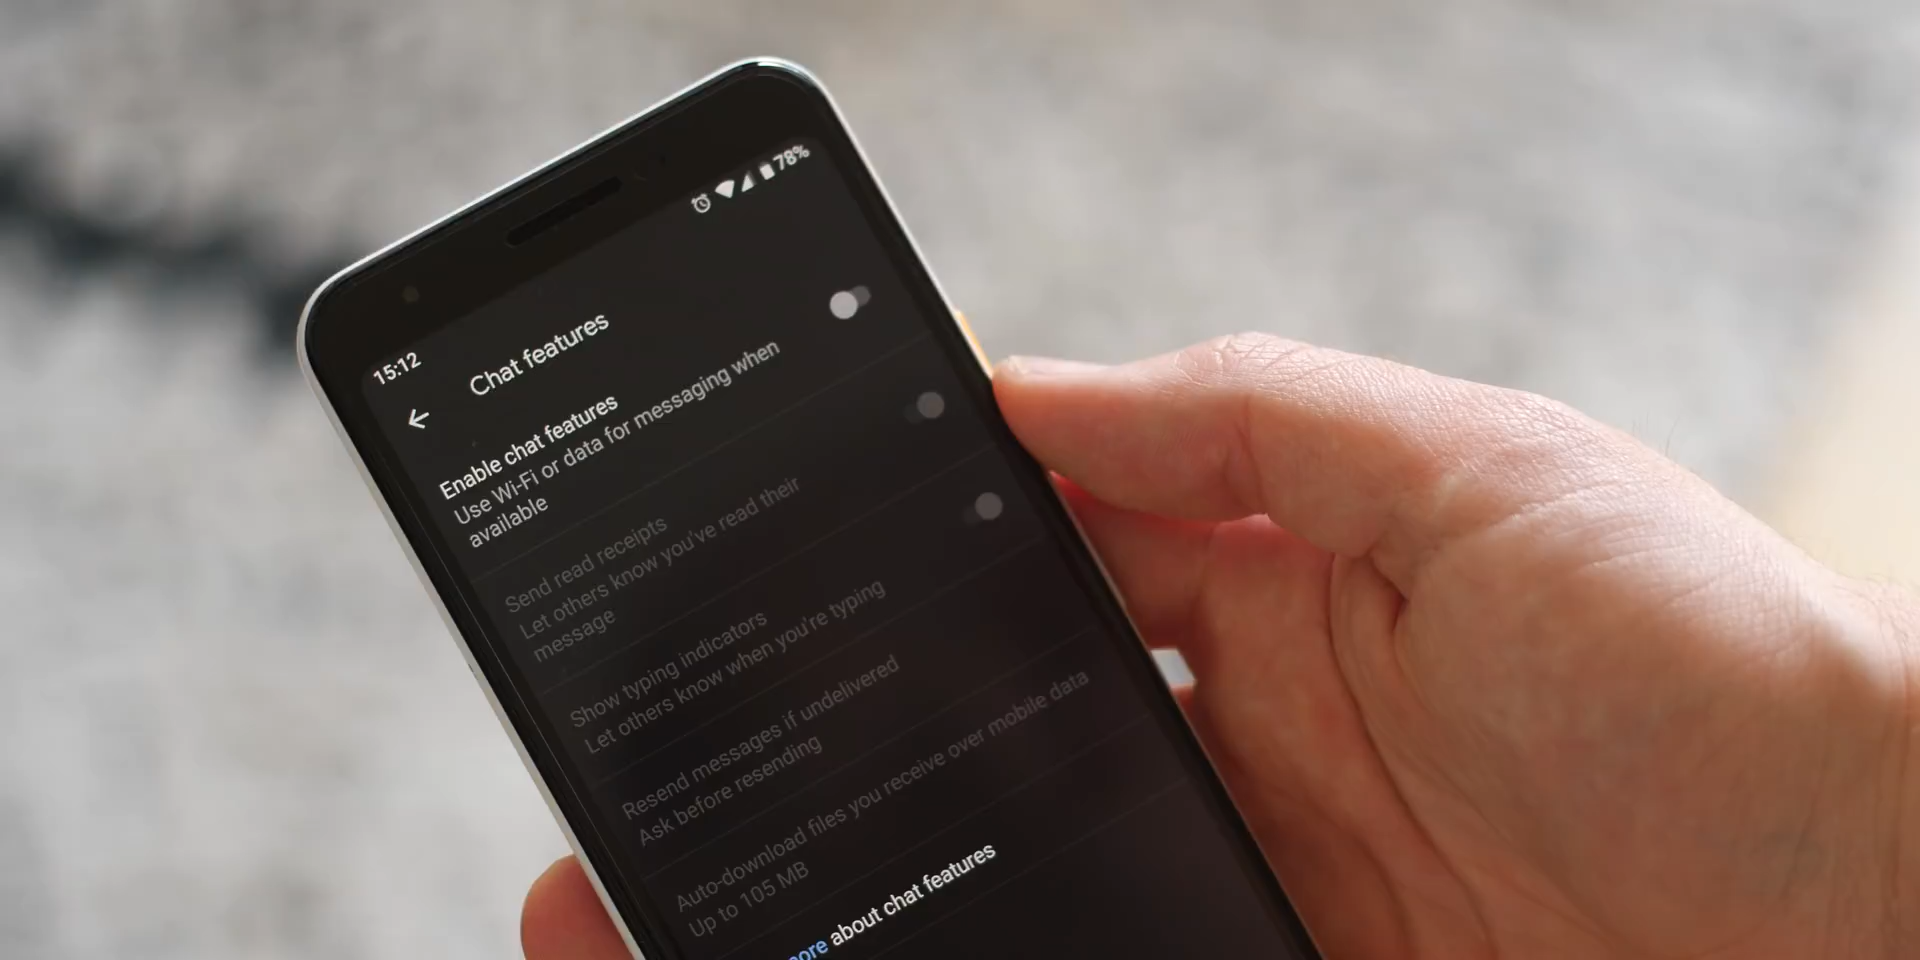 15:12
78%
Chat features
Enable chat features
Use Wi-Fi or data for messaging when
available
Send read receipts
Let others know you've read their
message
Show typing indicators
Let others know when you're typing
Resend messages if undelivered
Ask before resending
Auto-download files you receive over mobile data
Up to 105 MB
about chat features